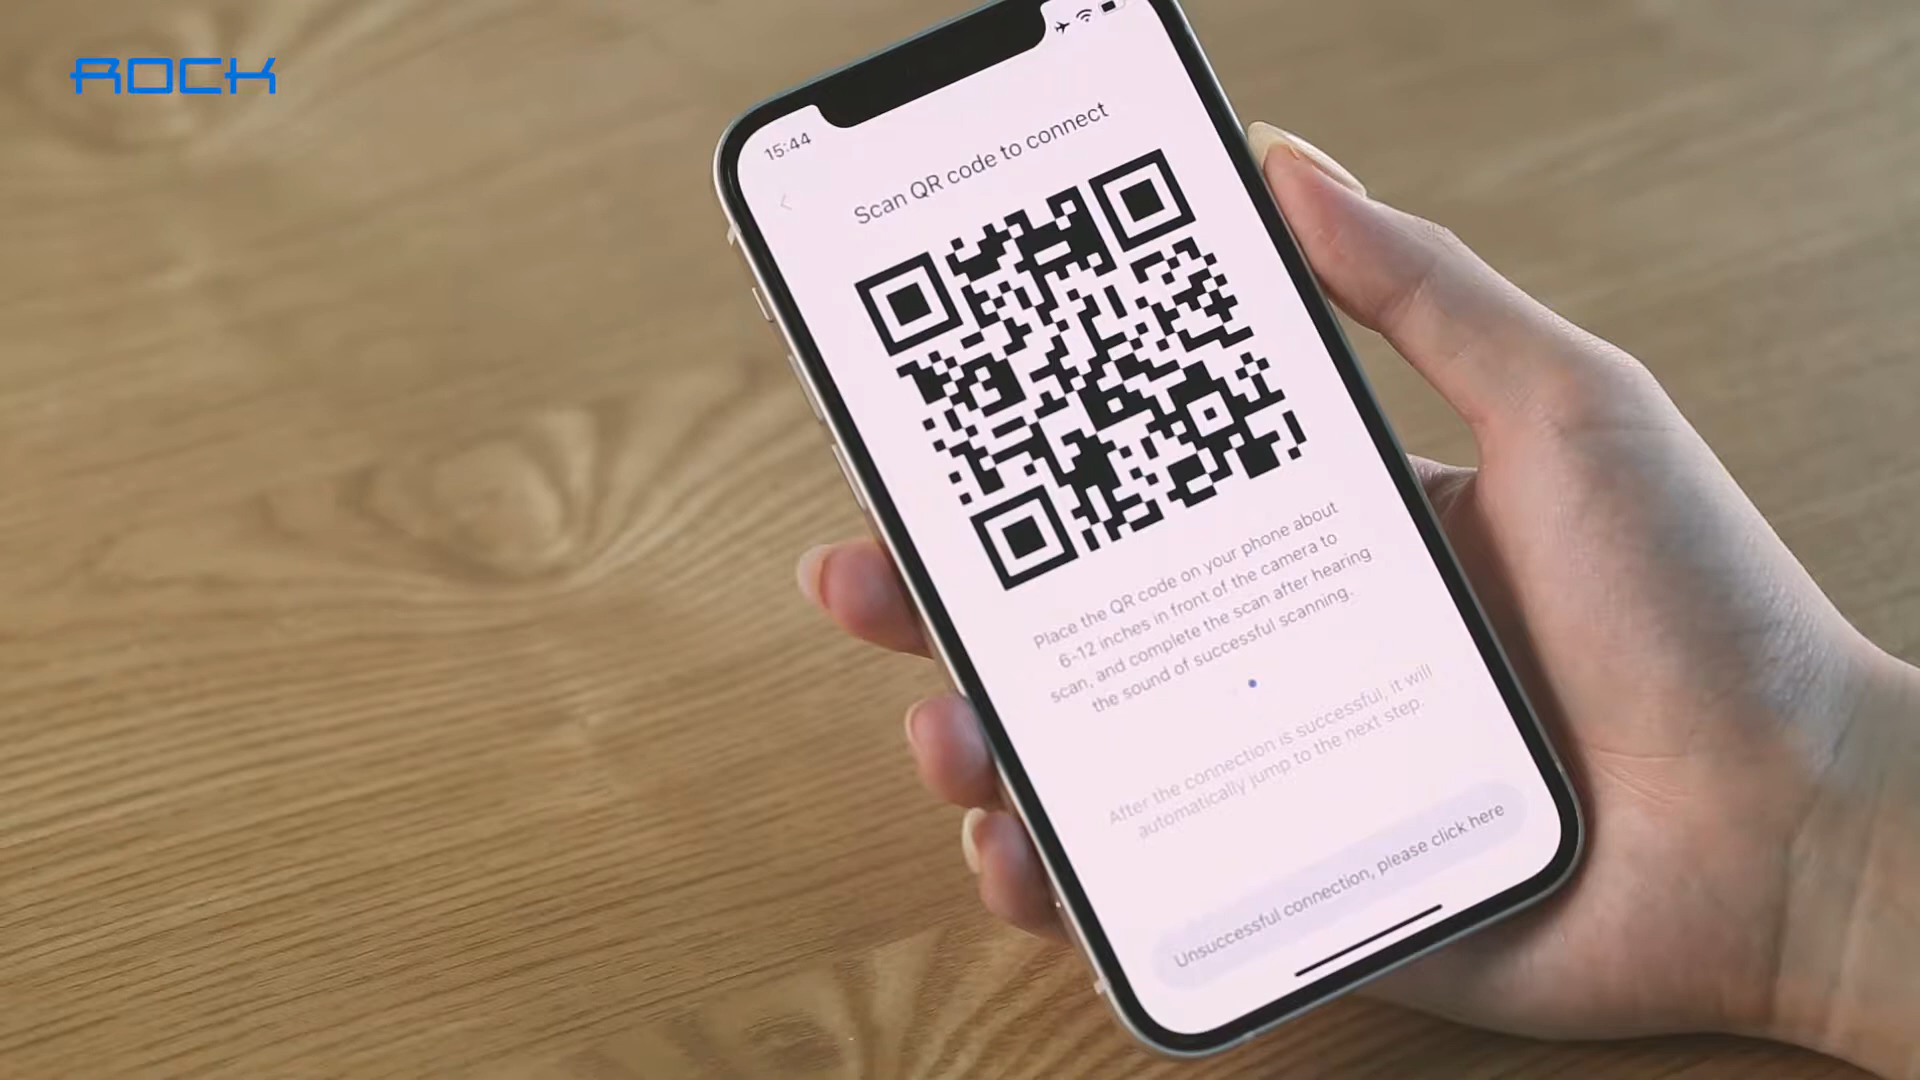 ROCK
15:44
Scan QR code to connect
Place the QR code on your phone about
6-12 inches in front of the camera to
scan, and complete the scan after hearing
the sound of successful scanning.
After the connection is successful, it will
automatically jump to the next step.
Unsuccessful connection, please click here